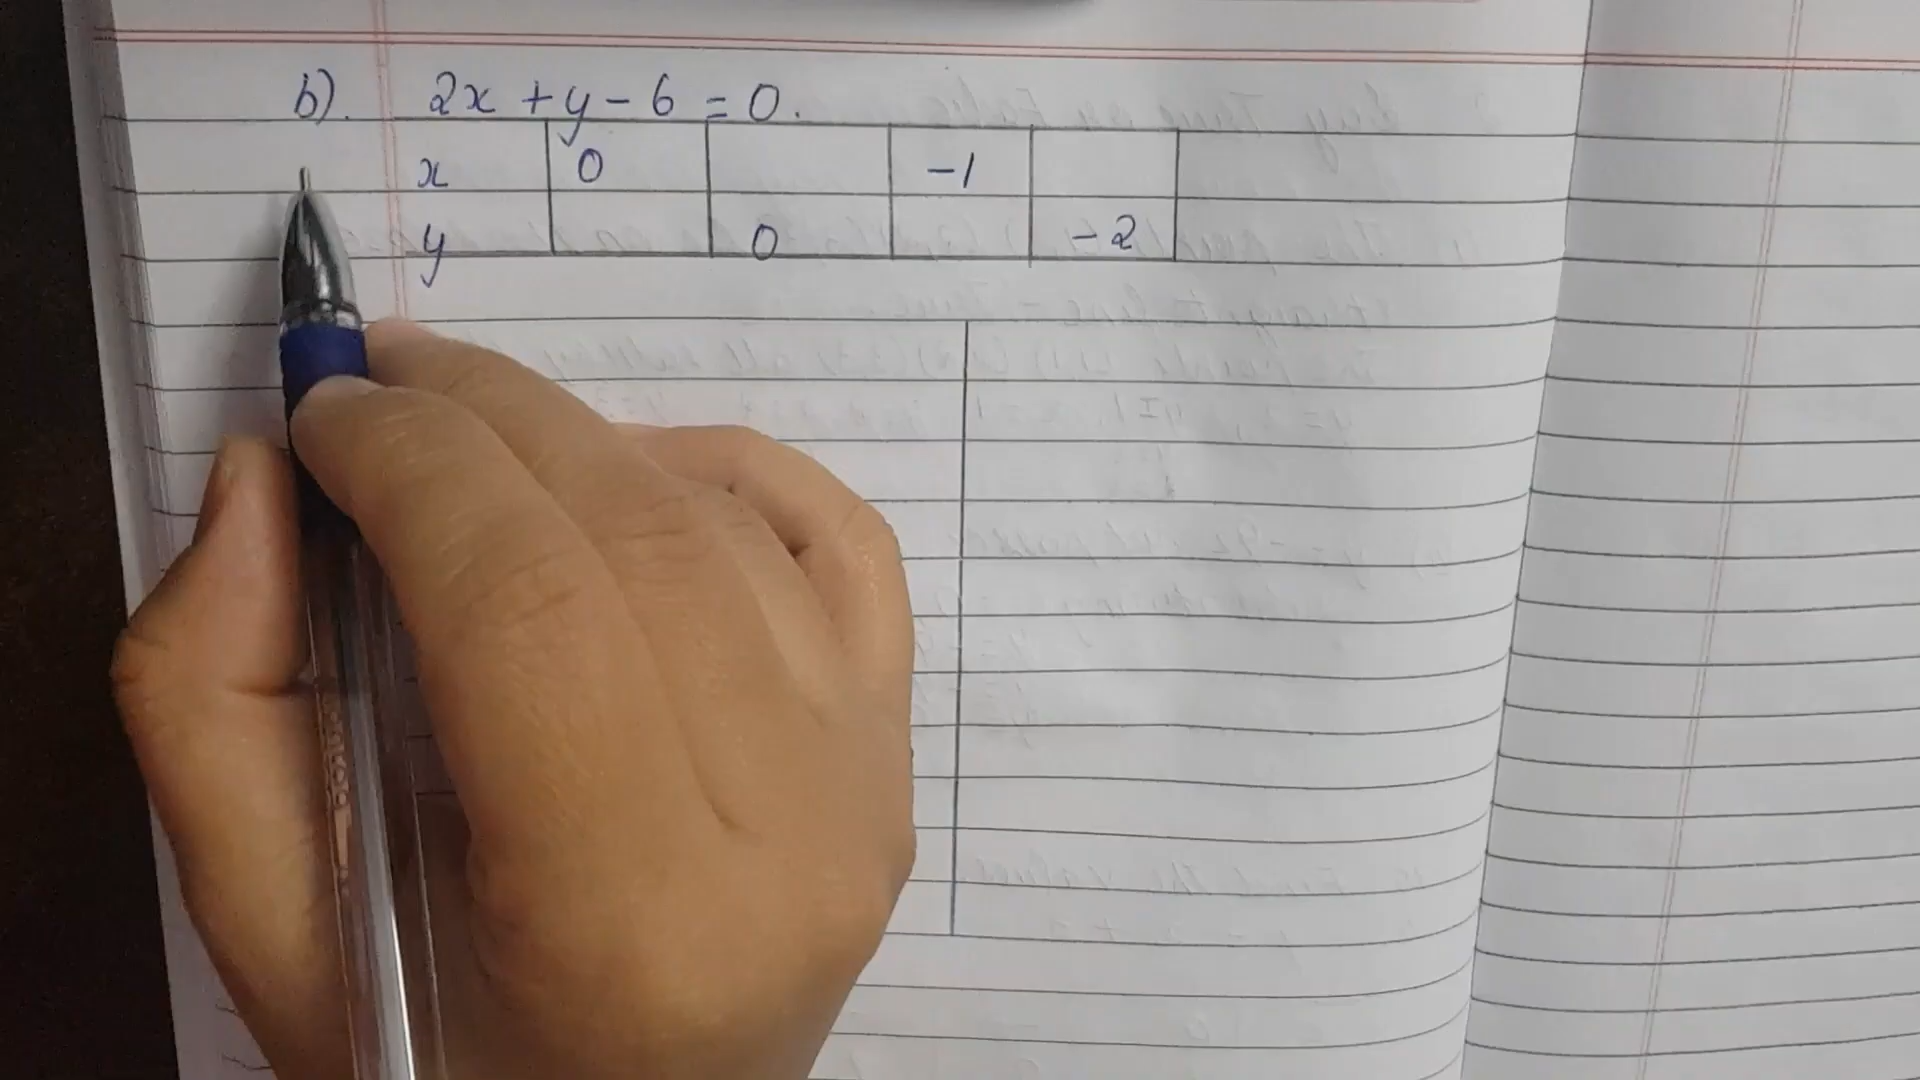 b). 2x + y - 6 = 0.
x 0 -1
y 0 -2